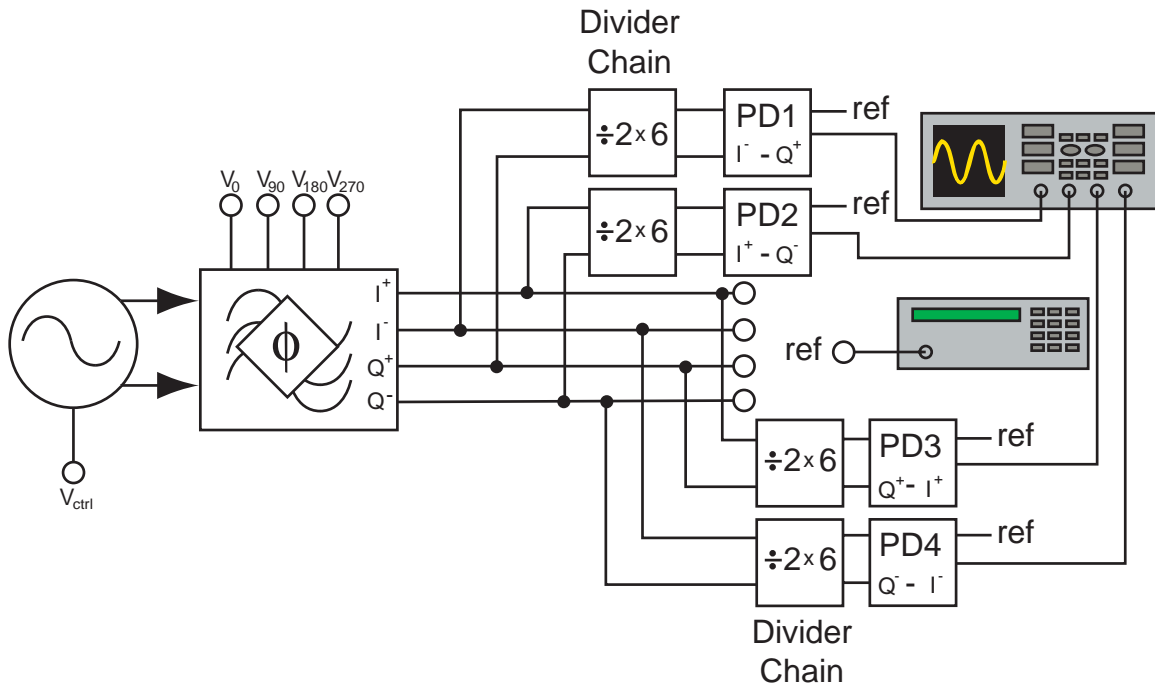 Divider
Chain
÷2x6
PD1
I⁻ - Q⁺
ref
÷2x6
PD2
I⁺ - Q⁻
ref
V₀
V₉₀
V₁₈₀
V₂₇₀
I⁺
I⁻
Q⁺
Q⁻
ϕ
V_ctrl
ref
÷2x6
PD3
Q⁺ - I⁺
ref
÷2x6
PD4
Q⁻ - I⁻
ref
Divider
Chain